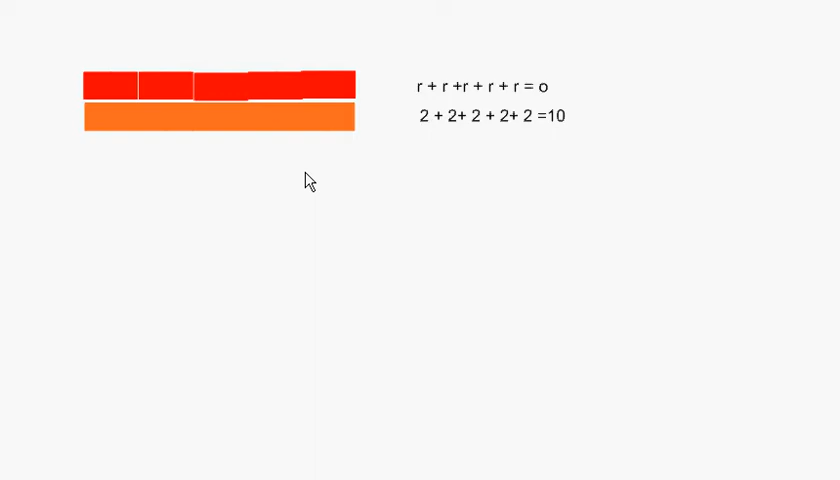 r + r +r + r + r = o
2 + 2+ 2 + 2+ 2 =10